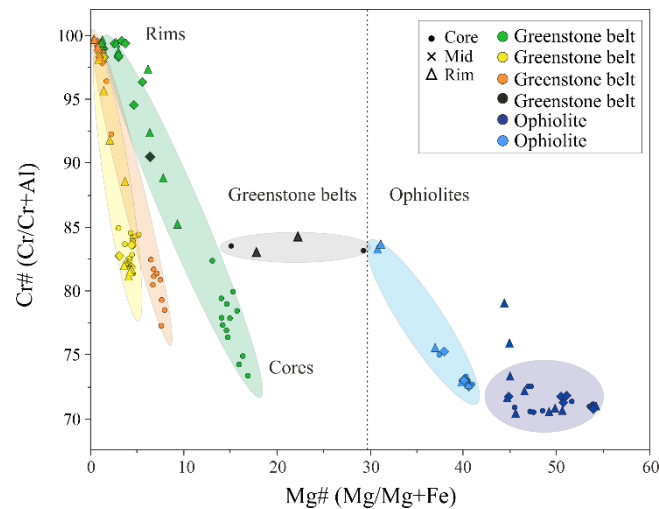 Rims
Core
Mid
Rim
Greenstone belt
Greenstone belt
Greenstone belt
Greenstone belt
Ophiolite
Ophiolite
Greenstone belts
Ophiolites
Cores
Cr# (Cr/Cr+Al)
100
95
90
85
80
75
70
0
10
20
30
40
50
60
Mg# (Mg/Mg+Fe)